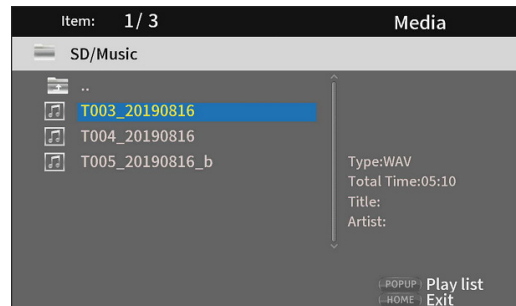 Item: 1/ 3 Media
SD/Music
..
T003_20190816
T004_20190816
T005_20190816_b
Type:WAV
Total Time:05:10
Title:
Artist:
POPUP Play list
HOME Exit